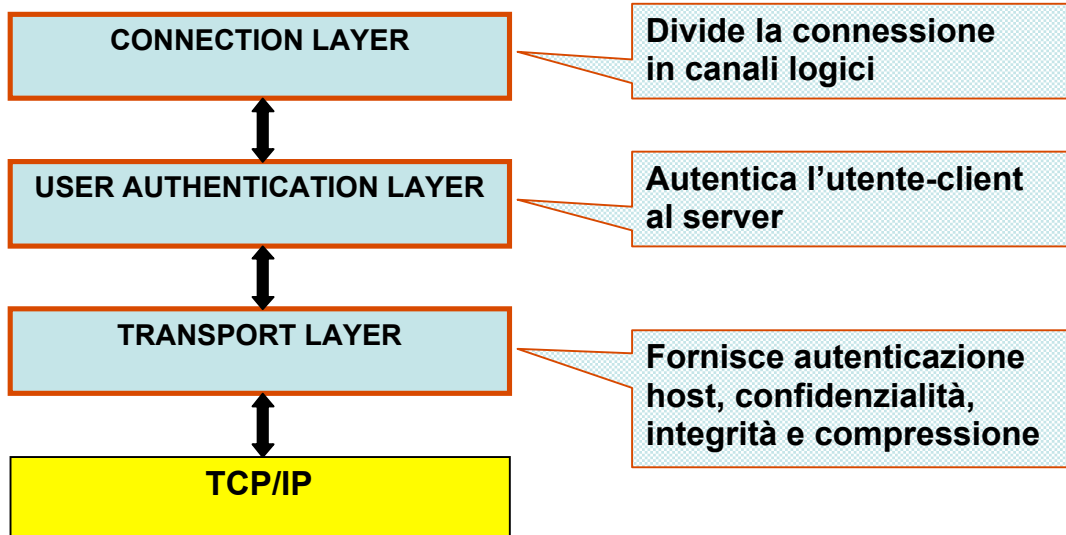 CONNECTION LAYER
Divide la connessione
in canali logici
USER AUTHENTICATION LAYER
Autentica l'utente-client
al server
TRANSPORT LAYER
Fornisce autenticazione
host, confidenzialità,
integrità e compressione
TCP/IP